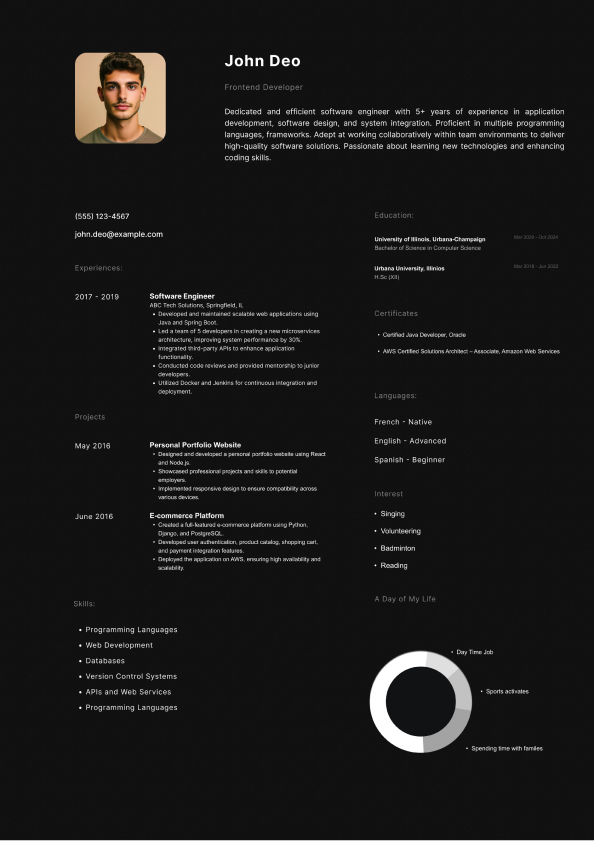 John Deo
Frontend Developer
Dedicated and efficient software engineer with 5+ years of experience in application
development, software design, and system integration. Proficient in multiple programming
languages, frameworks. Adept at working collaboratively within team environments to deliver
high-quality software solutions. Passionate about learning new technologies and enhancing
coding skills.
(555) 123-4567
john.deo@example.com
Experiences:
2017 - 2019
Software Engineer
ABC Tech Solutions, Springfield, IL
• Developed and maintained scalable web applications using
Java and Spring Boot.
• Led a team of 5 developers in creating a new microservices
architecture, improving system performance by 30%.
• Integrated third-party APIs to enhance application
functionality.
• Conducted code reviews and provided mentorship to junior
developers.
• Utilized Docker and Jenkins for continuous integration and
deployment.
Projects
May 2016
Personal Portfolio Website
• Designed and developed a personal portfolio website using React
and Node.js.
• Showcased professional projects and skills to potential
employers.
• Implemented responsive design to ensure compatibility across
various devices.
June 2016
E-commerce Platform
• Created a full-featured e-commerce platform using Python,
Django, and PostgreSQL.
• Developed user authentication, product catalog, shopping cart,
and payment integration features.
• Deployed the application on AWS, ensuring high availability and
scalability.
Skills:
• Programming Languages
• Web Development
• Databases
• Version Control Systems
• APIs and Web Services
• Programming Languages
Education:
University of Illinois, Urbana-Champaign
Bachelor of Science in Computer Science
Urbana University, Illinios
H.Sc (XII)
Certificates
• Certified Java Developer, Oracle
• AWS Certified Solutions Architect – Associate, Amazon Web Services
Languages:
French - Native
English - Advanced
Spanish - Beginner
Interest
• Singing
• Volunteering
• Badminton
• Reading
A Day of My Life
• Day Time Job
• Sports activates
• Spending time with familes